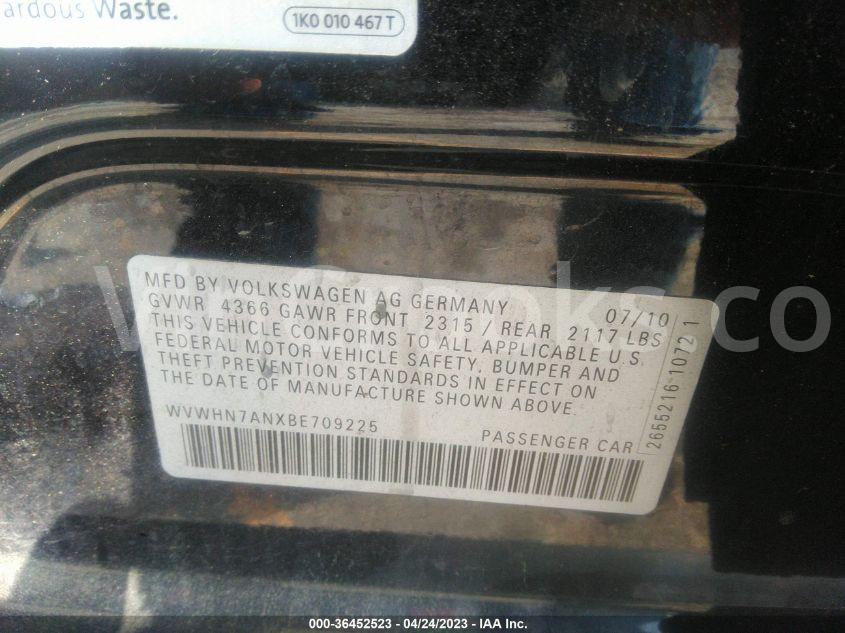 ardous Waste.
1K0 010 467 T
MFD BY VOLKSWAGEN AG GERMANY 07/10
GVWR 4366 GAWR FRONT 2315 / REAR 2117 LBS
THIS VEHICLE CONFORMS TO ALL APPLICABLE U.S.
FEDERAL MOTOR VEHICLE SAFETY, BUMPER AND
THEFT PREVENTION STANDARDS IN EFFECT ON
THE DATE OF MANUFACTURE SHOWN ABOVE.
WVWHN7ANXBE709225
PASSENGER CAR
2655216 1072 1
000-36452523 - 04/24/2023 - IAA Inc.